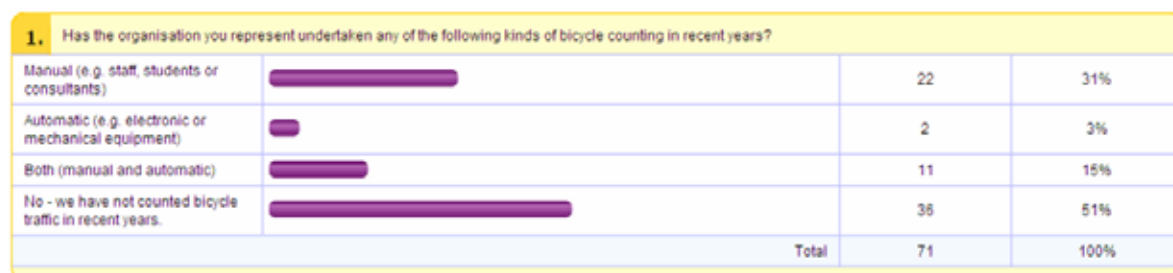 1. Has the organisation you represent undertaken any of the following kinds of bicycle counting in recent years?
Manual (e.g. staff, students or
consultants)
22 31%
Automatic (e.g. electronic or
mechanical equipment)
2 3%
Both (manual and automatic) 11 15%
No - we have not counted bicycle
traffic in recent years.
36 51%
Total 71 100%